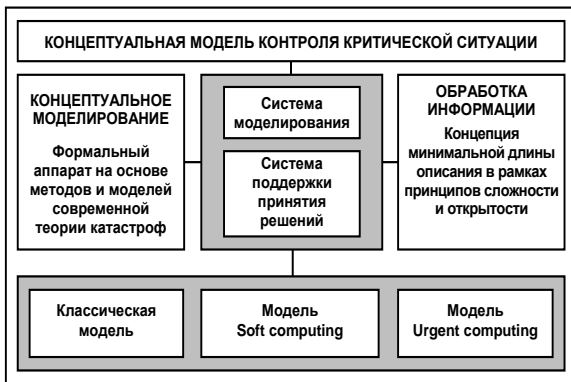 КОНЦЕПТУАЛЬНАЯ МОДЕЛЬ КОНТРОЛЯ КРИТИЧЕСКОЙ СИТУАЦИИ
КОНЦЕПТУАЛЬНОЕ
МОДЕЛИРОВАНИЕ
Формальный
аппарат на основе
методов и моделей
современной
теории катастроф
Система
моделирования
Система
поддержки
принятия
решений
ОБРАБОТКА
ИНФОРМАЦИИ
Концепция
минимальной длины
описания в рамках
принципов сложности
и открытости
Классическая
модель
Модель
Soft computing
Модель
Urgent computing